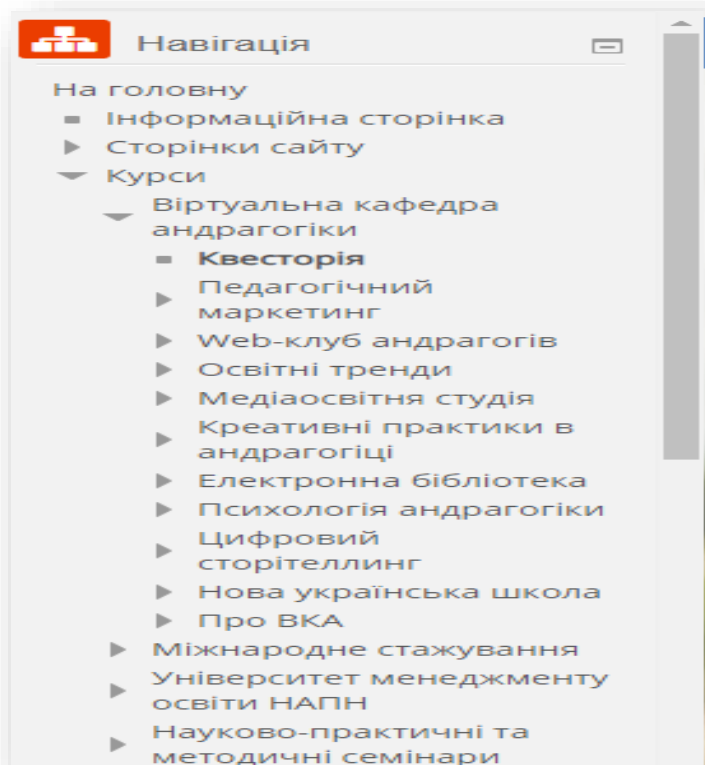 Навігація
На головну
Інформаційна сторінка
Сторінки сайту
Курси
Віртуальна кафедра
андрагогіки
Квесторія
Педагогічний
маркетинг
Web-клуб андрагогів
Освітні тренди
Медіаосвітня студія
Креативні практики в
андрагогіці
Електронна бібліотека
Психологія андрагогіки
Цифровий
сторітеллинг
Нова українська школа
Про ВКА
Міжнародне стажування
Університет менеджменту
освіти НАПН
Науково-практичні та
методичні семінари